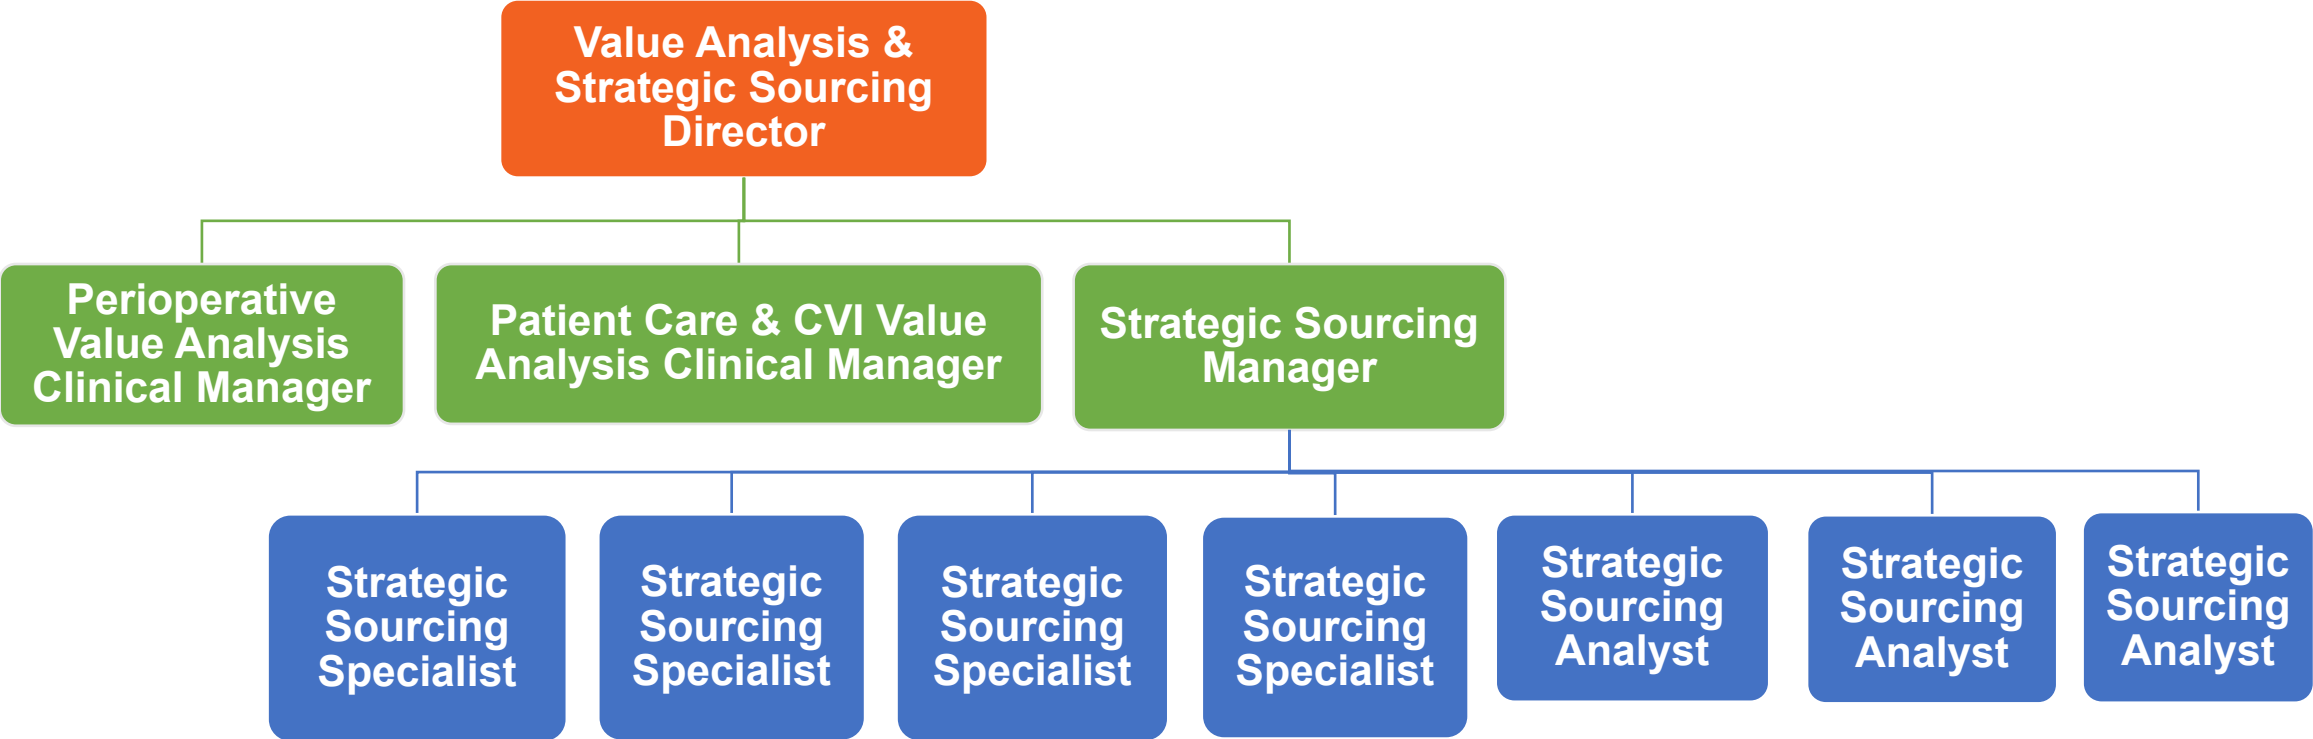 Value Analysis &
Strategic Sourcing
Director
Perioperative
Value Analysis
Clinical Manager
Patient Care & CVI Value
Analysis Clinical Manager
Strategic Sourcing
Manager
Strategic
Sourcing
Specialist
Strategic
Sourcing
Specialist
Strategic
Sourcing
Specialist
Strategic
Sourcing
Specialist
Strategic
Sourcing
Analyst
Strategic
Sourcing
Analyst
Strategic
Sourcing
Analyst